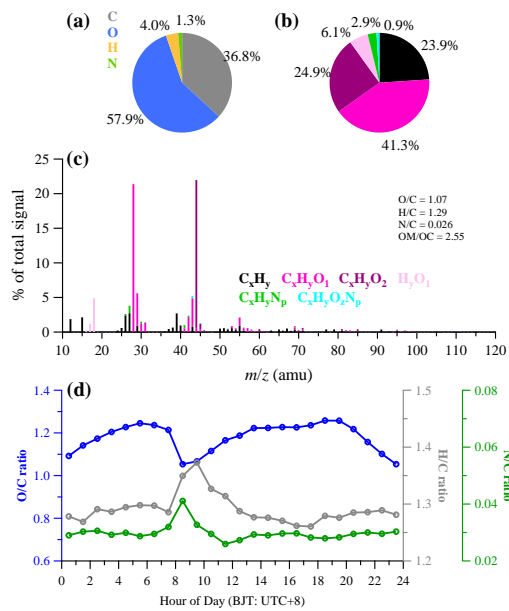 (a)
C
O
H
N
4.0%
1.3%
36.8%
57.9%
(b)
2.9%
0.9%
6.1%
23.9%
24.9%
41.3%
(c)
% of total signal
25
20
15
10
5
0
O/C = 1.07
H/C = 1.29
N/C = 0.026
OM/OC = 2.55
CxHy CxHyO1 CxHyO2 HyO1
CxHyNp CxHyOzNp
10 20 30 40 50 60 70 80 90 100 110 120
m/z (amu)
(d)
O/C ratio
1.4
1.2
1.0
0.8
0.6
H/C ratio
1.5
1.4
1.3
1.2
N/C ratio
0.08
0.06
0.04
0.02
0 2 4 6 8 10 12 14 16 18 20 22 24
Hour of Day (BJT: UTC+8)